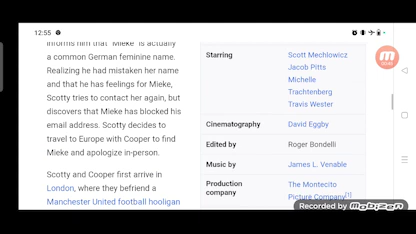 12:55
informs him that "Mieke" is actually
a common German feminine name.
Realizing he had mistaken her name
and that he has feelings for Mieke,
Scotty tries to contact her again, but
discovers that Mieke has blocked his
email address. Scotty decides to
travel to Europe with Cooper to find
Mieke and apologize in-person.
Scotty and Cooper first arrive in
London, where they befriend a
Manchester United football hooligan
Starring
Scott Mechlowicz
Jacob Pitts
Michelle
Trachtenberg
Travis Wester
Cinematography
David Eggby
Edited by
Roger Bondelli
Music by
James L. Venable
Production
company
The Montecito
Picture Company[1]
Recorded by Mobizen